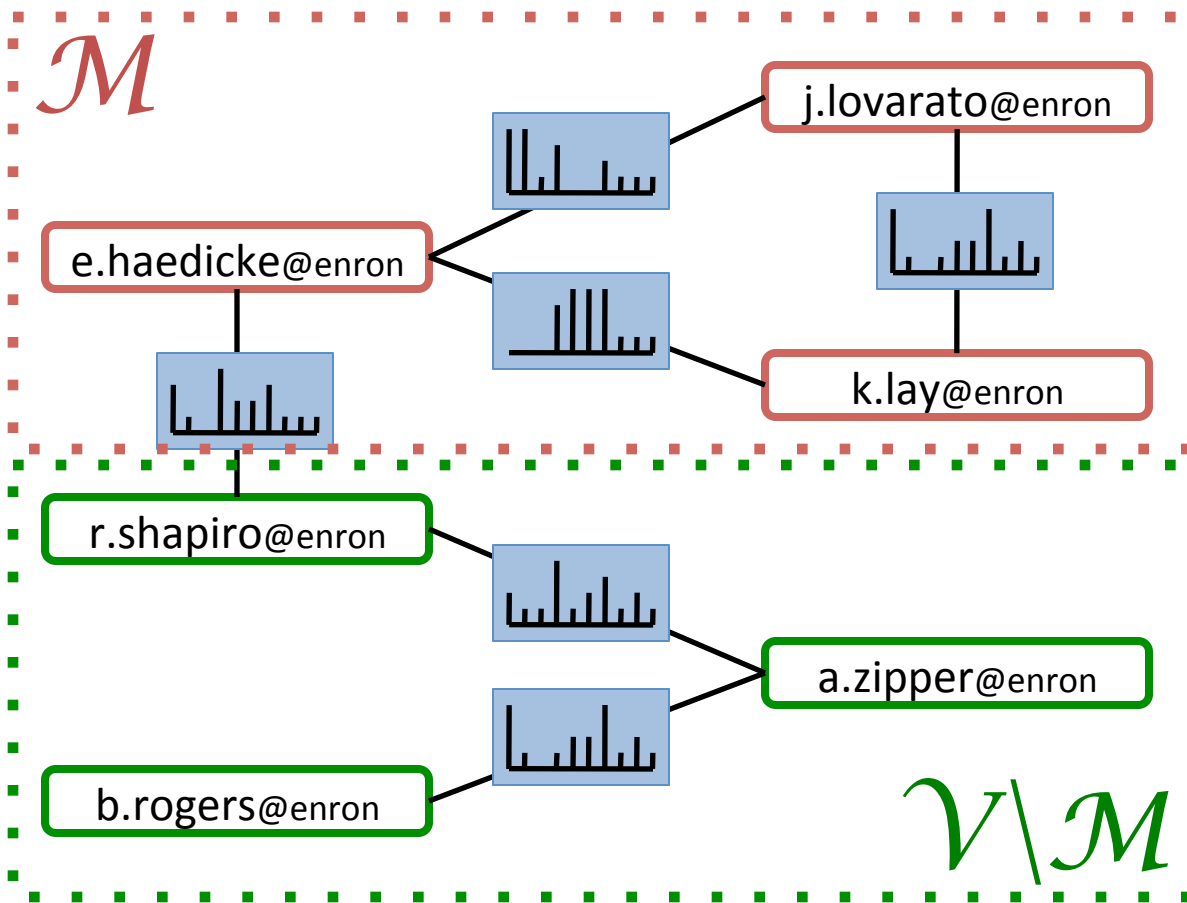 ℳ
j.lovarato@enron
e.haedicke@enron
k.lay@enron
r.shapiro@enron
a.zipper@enron
b.rogers@enron
𝒱\ℳ